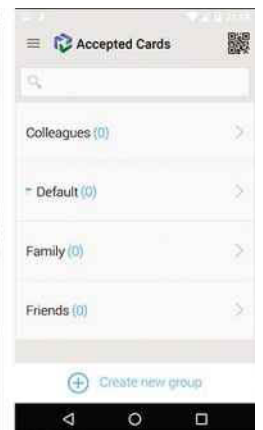 Accepted Cards
Colleagues (0)
Default (0)
Family (0)
Friends (0)
Create new group